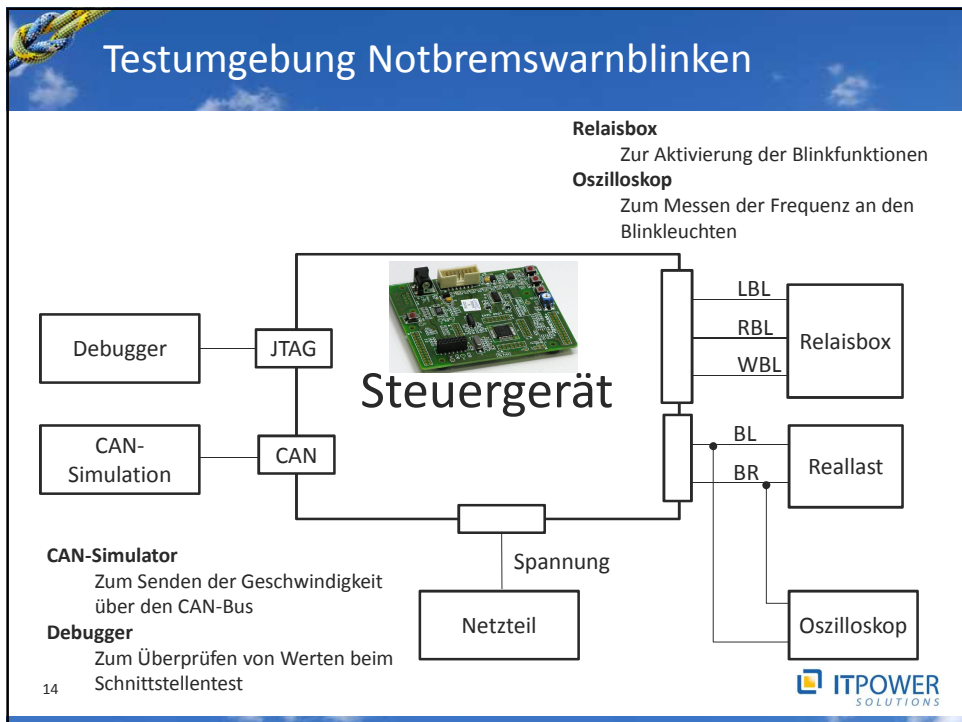 Testumgebung Notbremswarnblinken
Relaisbox
Zur Aktivierung der Blinkfunktionen
Oszilloskop
Zum Messen der Frequenz an den
Blinkleuchten
Debugger
JTAG
CAN-
Simulation
CAN
Steuergerät
LBL
RBL
WBL
Relaisbox
BL
BR
Reallast
Spannung
Netzteil
Oszilloskop
CAN-Simulator
Zum Senden der Geschwindigkeit
über den CAN-Bus
Debugger
Zum Überprüfen von Werten beim
Schnittstellentest
14
ITPOWER
SOLUTIONS